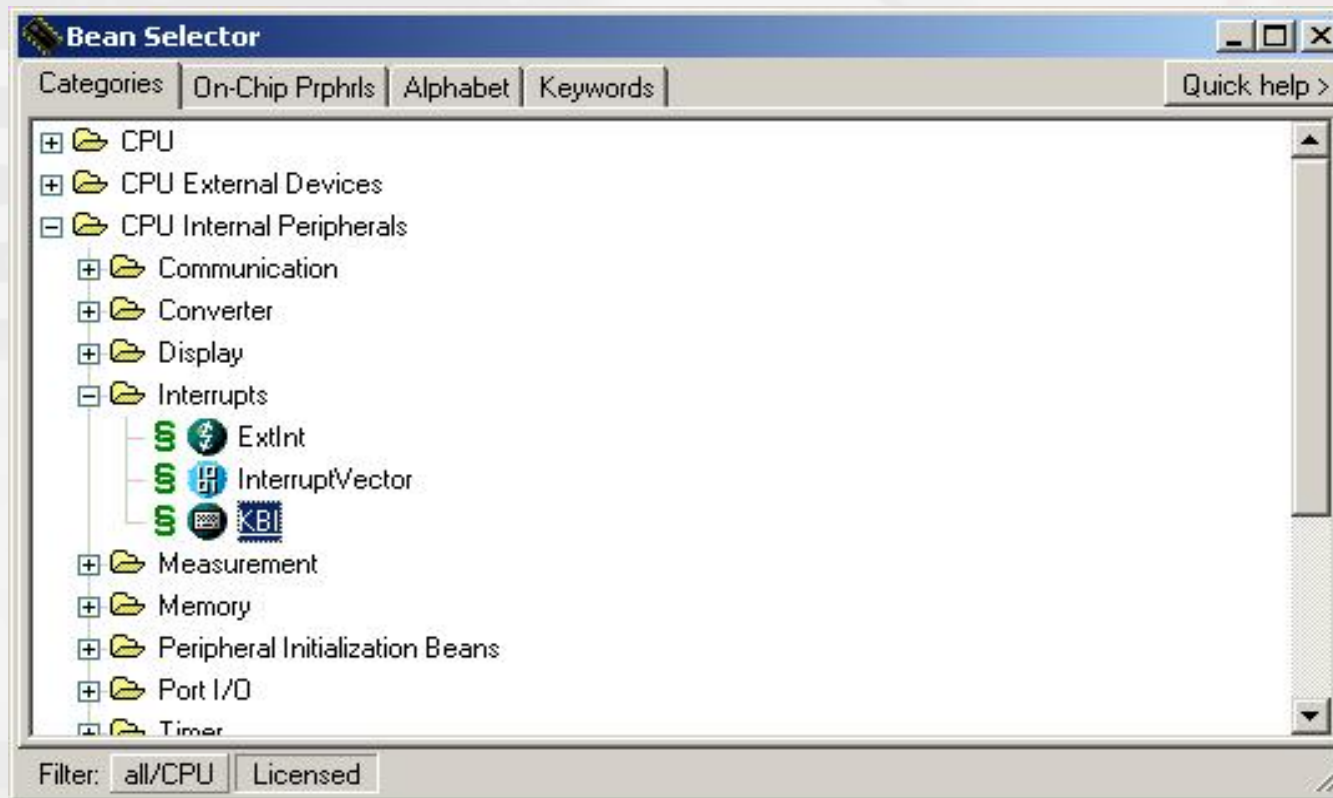 Bean Selector
Categories On-Chip Prphrls Alphabet Keywords Quick help >
CPU
CPU External Devices
CPU Internal Peripherals
Communication
Converter
Display
Interrupts
ExtInt
InterruptVector
KBI
Measurement
Memory
Peripheral Initialization Beans
Port I/O
Timer
Filter: all/CPU Licensed